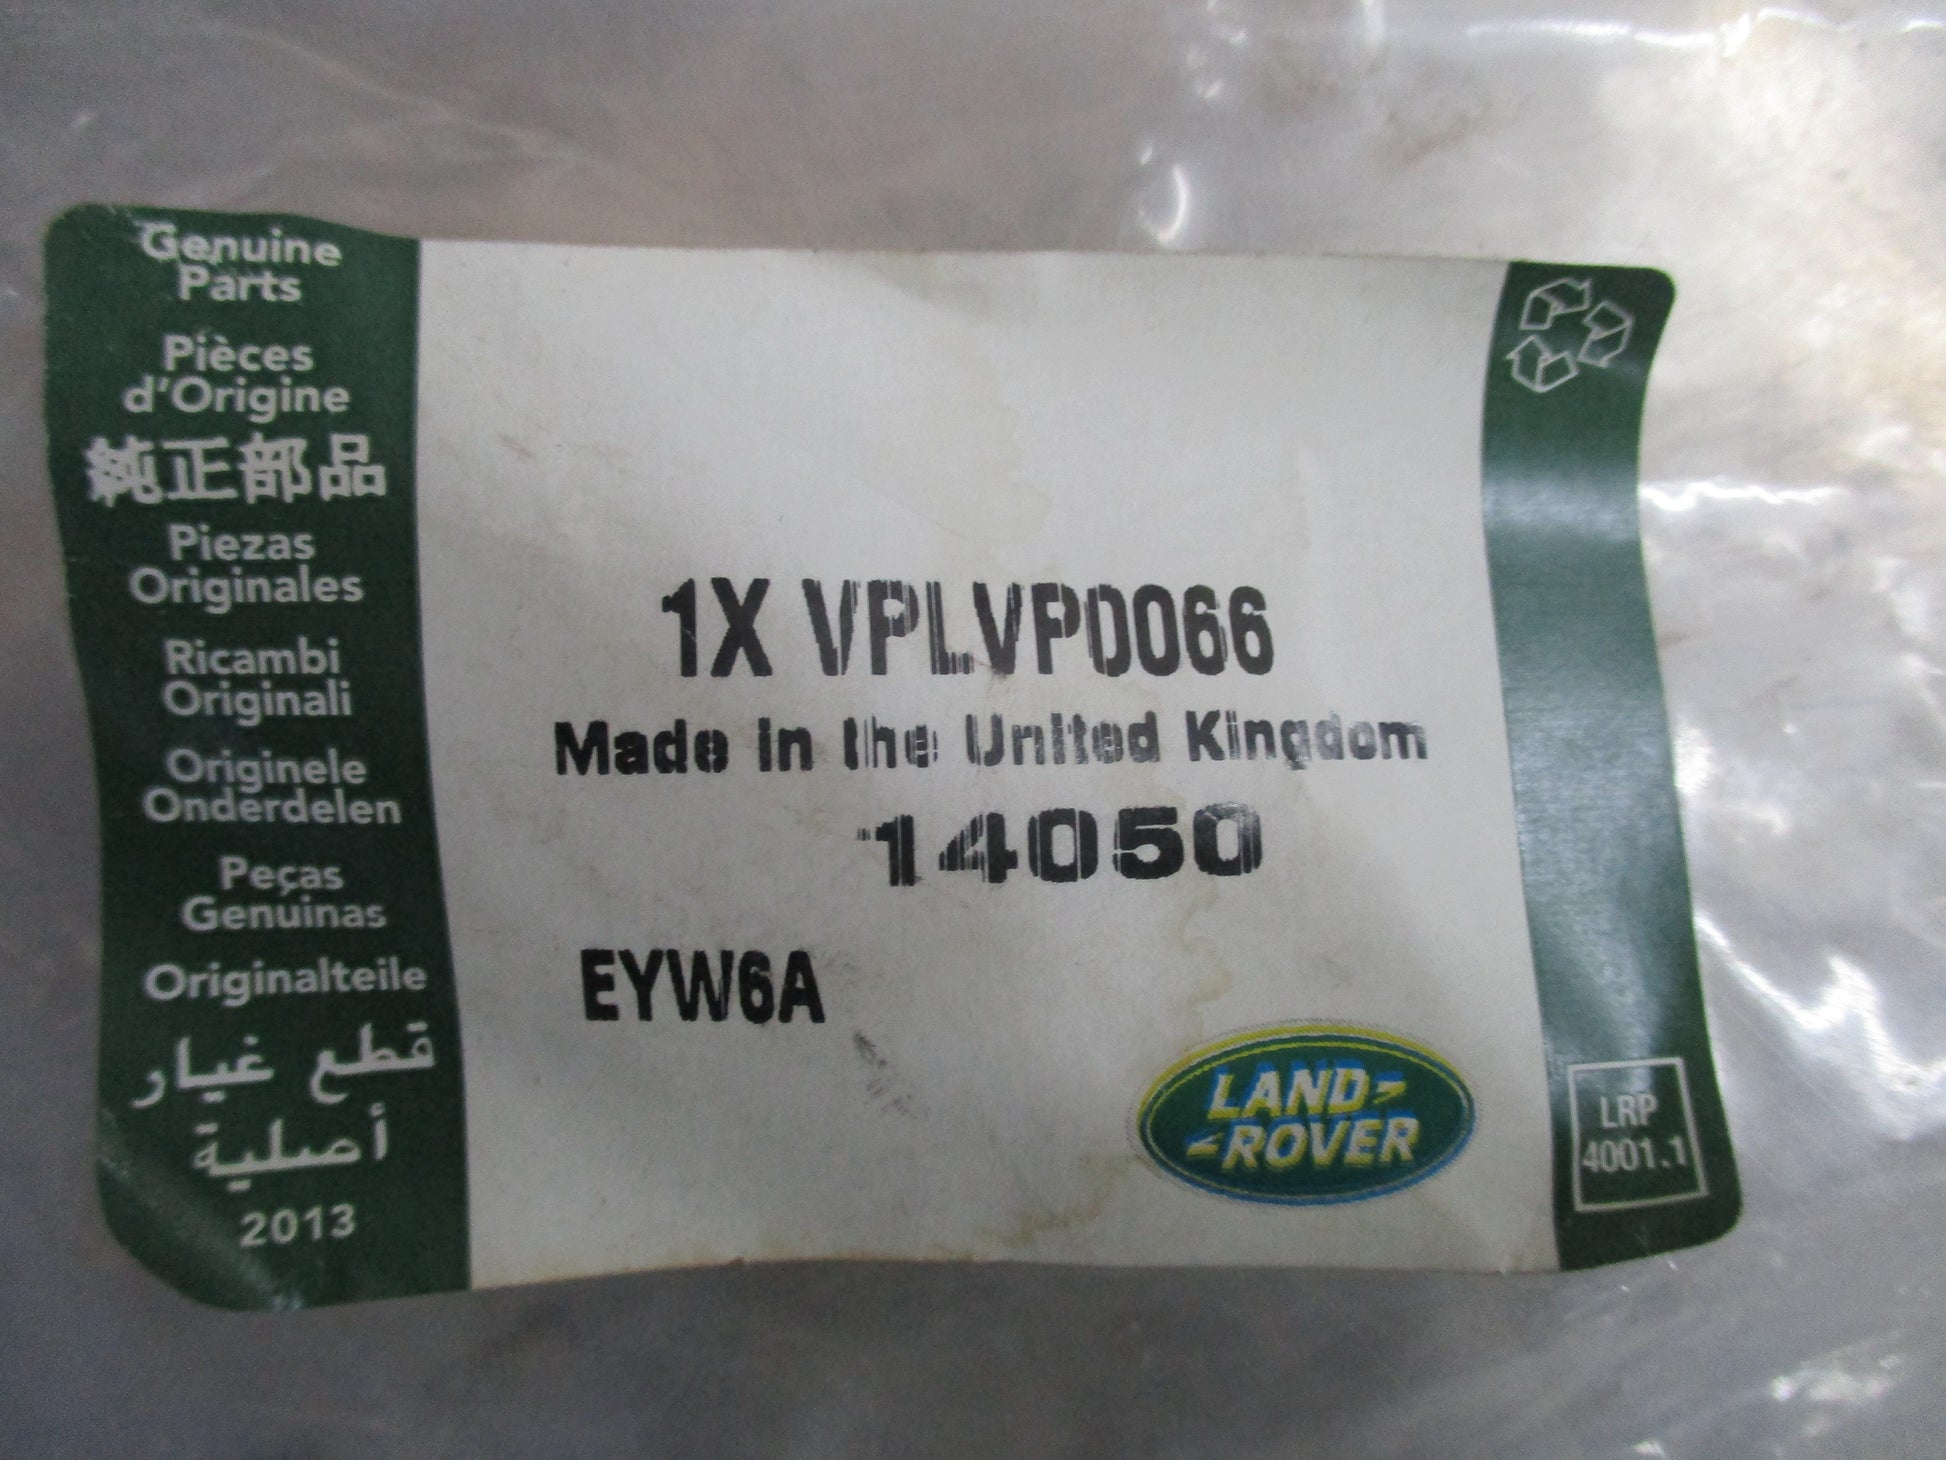 Genuine
Parts
Pièces
d'Origine
純正部品
Piezas
Originales
Ricambi
Originali
Originele
Onderdelen
Peças
Genuinas
Originalteile
قطع غيار
أصلية
2013
1X VPLVP0066
Made in the United Kingdom
14050
EYW6A
LAND
ROVER
LRP
4001.1